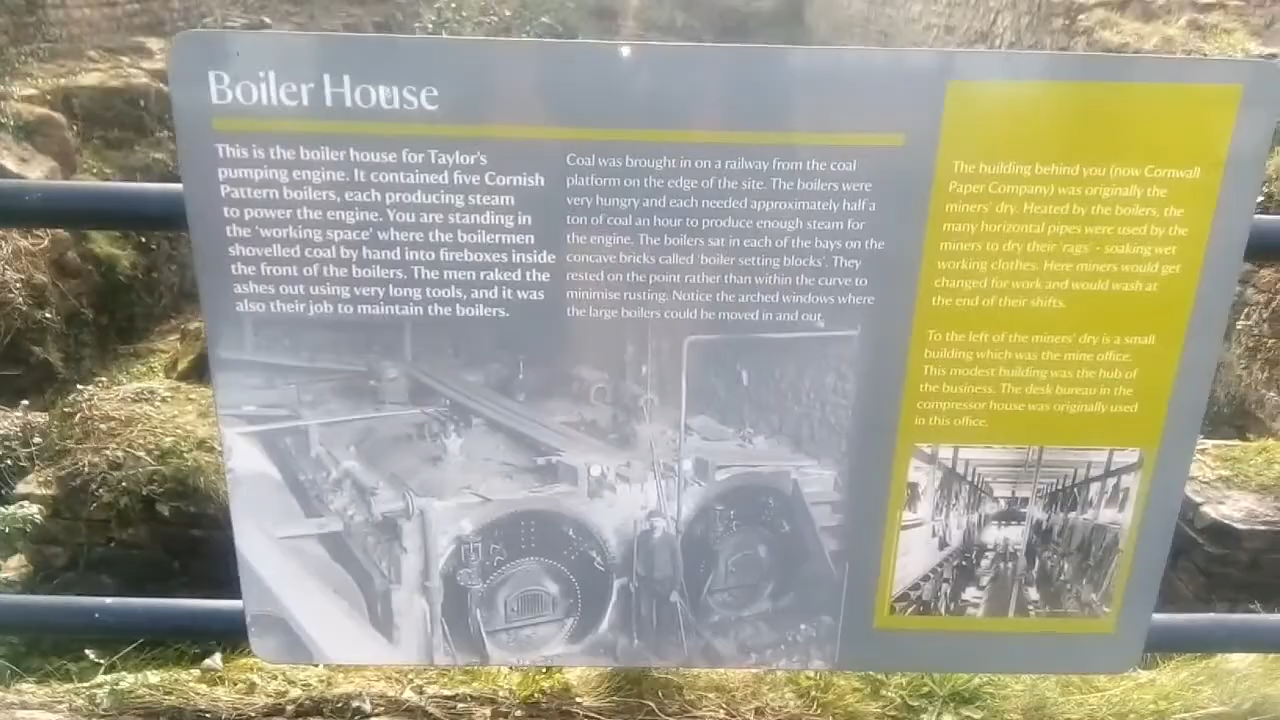 Boiler House
This is the boiler house for Taylor's
pumping engine. It contained five Cornish
Pattern boilers, each producing steam
to power the engine. You are standing in
the 'working space' where the boilermen
shovelled coal by hand into fireboxes inside
the front of the boilers. The men raked the
ashes out using very long tools, and it was
also their job to maintain the boilers.
Coal was brought in on a railway from the coal
platform on the edge of the site. The boilers were
very hungry and each needed approximately half a
ton of coal an hour to produce enough steam for
the engine. The boilers sat in each of the bays on the
concave bricks called 'boiler setting blocks'. They
rested on the point rather than within the curve to
minimise rusting. Notice the arched windows where
the large boilers could be moved in and out.
The building behind you (now Cornwall
Paper Company) was originally the
miners' dry. Heated by the boilers, the
many horizontal pipes were used by the
miners to dry their 'rags' - soaking wet
working clothes. Here miners would get
changed for work and would wash at
the end of their shifts.
To the left of the miners' dry is a small
building which was the mine office.
This modest building was the hub of
the business. The desk bureau in the
compressor house was originally used
in this office.